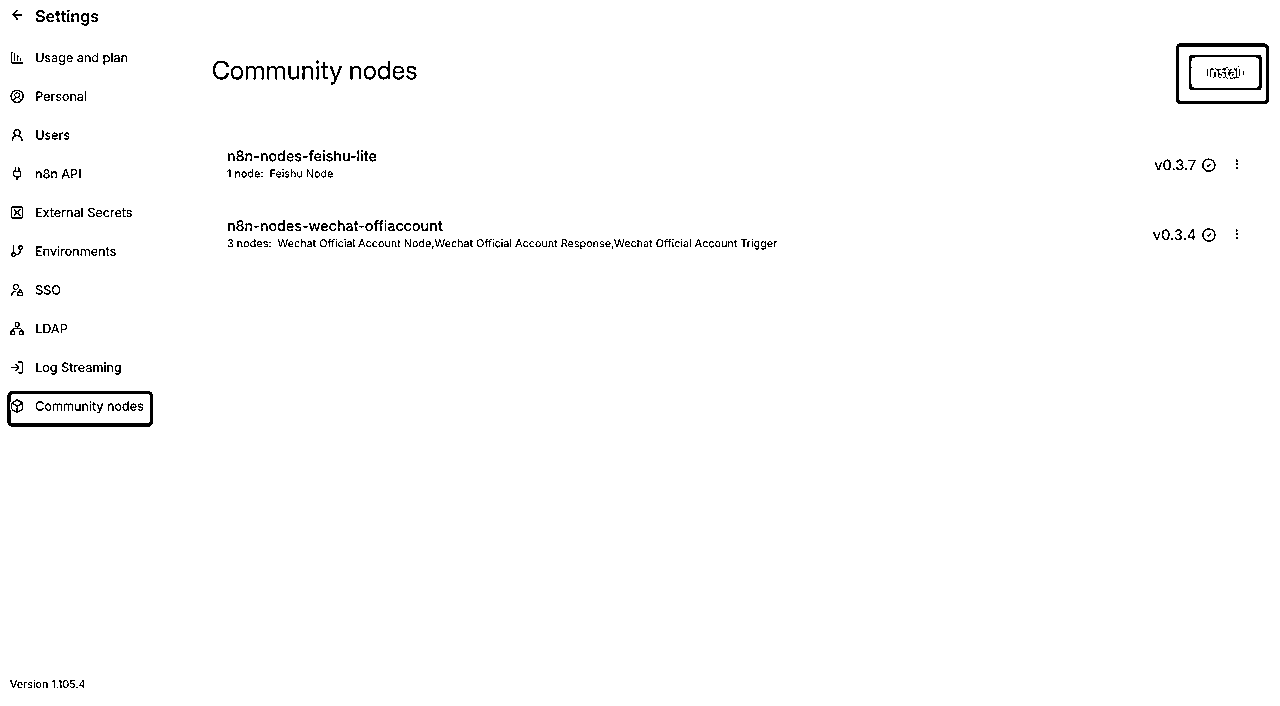 Settings
Usage and plan
Personal
Users
n8n API
External Secrets
Environments
SSO
LDAP
Log Streaming
Community nodes
Version 1.105.4
Community nodes
Install
n8n-nodes-feishu-lite
1 node: Feishu Node
v0.3.7
n8n-nodes-wechat-offiaccount
3 nodes: Wechat Official Account Node,Wechat Official Account Response,Wechat Official Account Trigger
v0.3.4